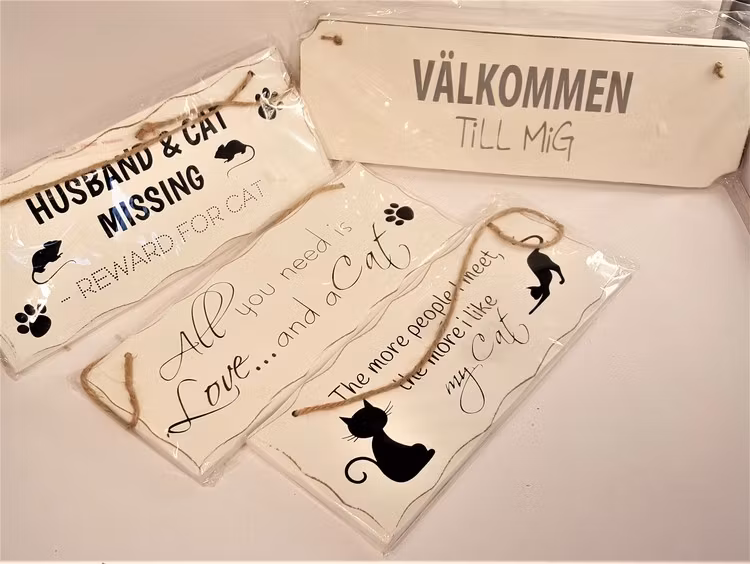 VÄLKOMMEN
TiLL MiG
HUSBAND & CAT
MISSING
- REWARD FOR CAT
All you need is
Love...and a Cat
The more people I meet,
the more i like
my Cat